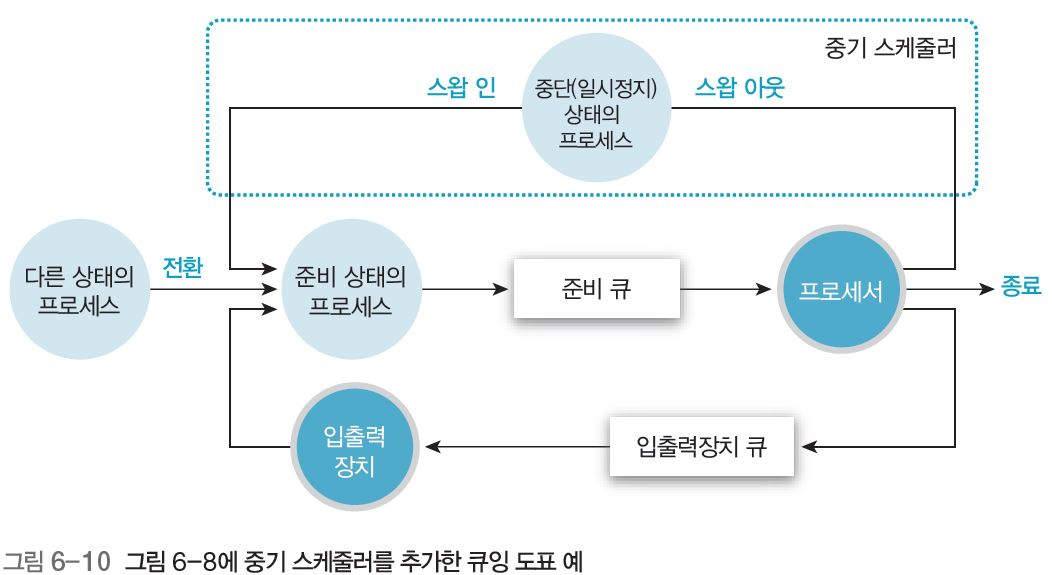 중기 스케줄러
스왑 인
중단(일시정지)
상태의
프로세스
스왑 아웃
다른 상태의
프로세스
전환
준비 상태의
프로세스
준비 큐
프로세서
종료
입출력
장치
입출력장치 큐
그림 6-10 그림 6-8에 중기 스케줄러를 추가한 큐잉 도표 예